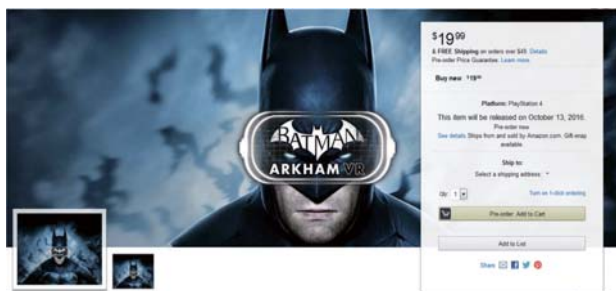 BATMAN
ARKHAM VR
$19.99
& FREE Shipping on orders over $49. Details
Pre-order Price Guarantee. Learn more.
Buy new $19.99
Platform: PlayStation 4
This item will be released on October 13, 2016.
Pre-order now
See details Ships from and sold by Amazon.com. Gift-wrap
available.
Ship to:
Select a shipping address:
Qty: 1
Turn on 1-click ordering
Pre-order: Add to Cart
Add to List
Share